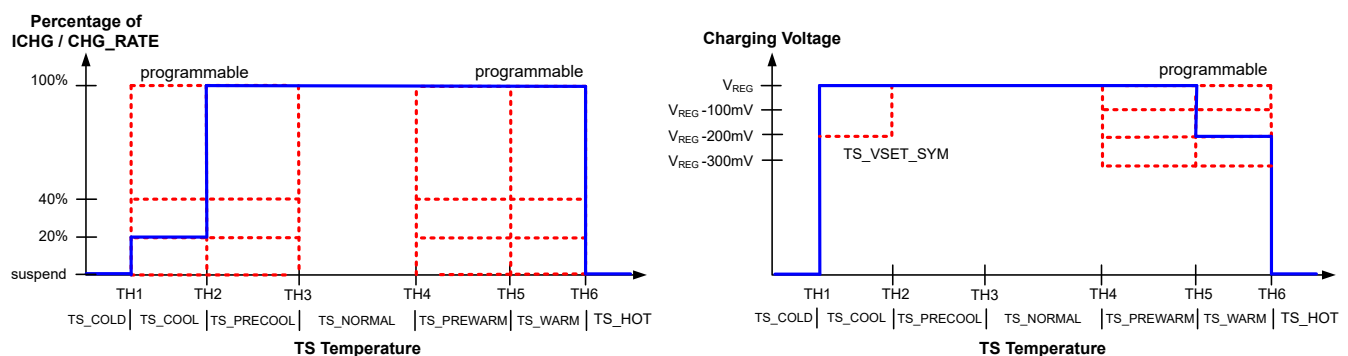 Percentage of
ICHG / CHG_RATE
programmable
programmable
100%
40%
20%
suspend
TH1 TH2 TH3 TH4 TH5 TH6
TS_COLD TS_COOL TS_PRECOOL TS_NORMAL TS_PREWARM TS_WARM TS_HOT
TS Temperature
Charging Voltage
programmable
VREG
VREG -100mV
VREG -200mV
TS_VSET_SYM
VREG -300mV
TH1 TH2 TH3 TH4 TH5 TH6
TS_COLD TS_COOL TS_PRECOOL TS_NORMAL TS_PREWARM TS_WARM TS_HOT
TS Temperature